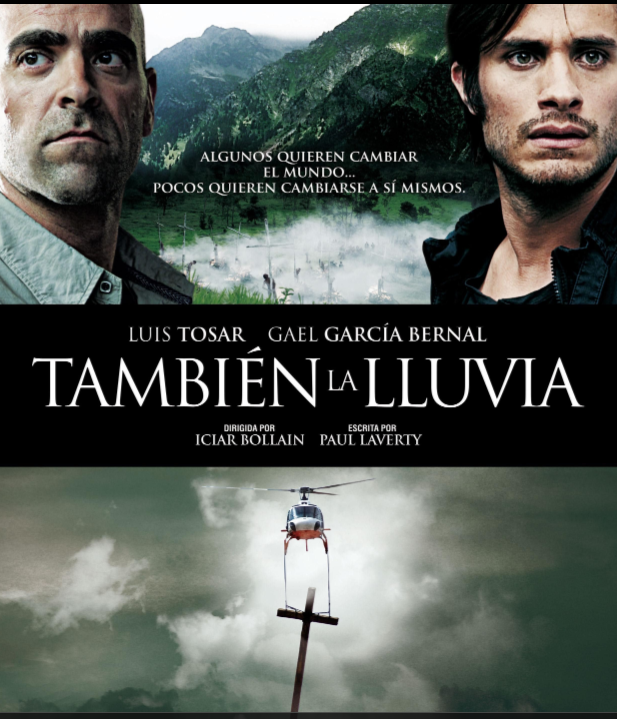 ALGUNOS QUIEREN CAMBIAR
EL MUNDO...
POCOS QUIEREN CAMBIARSE A SÍ MISMOS.
LUIS TOSAR GAEL GARCÍA BERNAL
TAMBIÉN LA LLUVIA
DIRIGIDA POR
ICIAR BOLLAIN
ESCRITA POR
PAUL LAVERTY